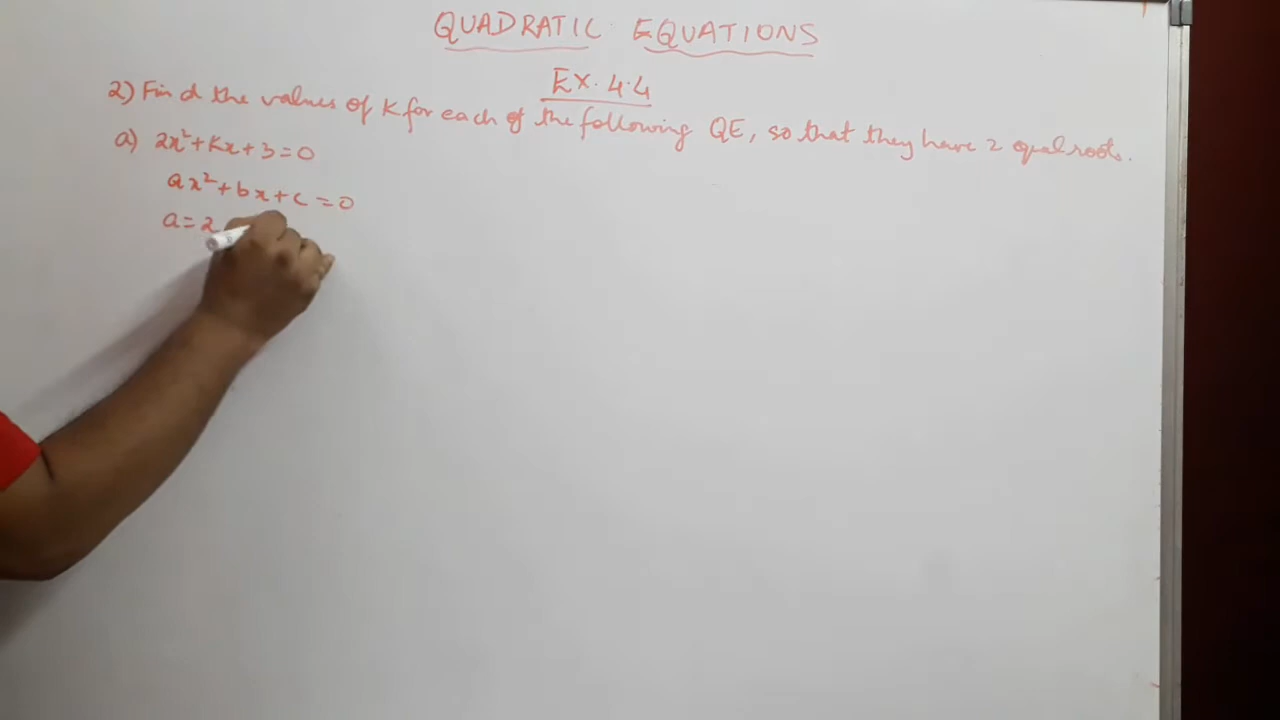 QUADRATIC EQUATIONS
Ex. 4.4
2) Find the values of K for each of the following QE, so that they have 2 equal roots.
a) 2x² + Kx + 3 = 0
ax² + bx + c = 0
a = 2